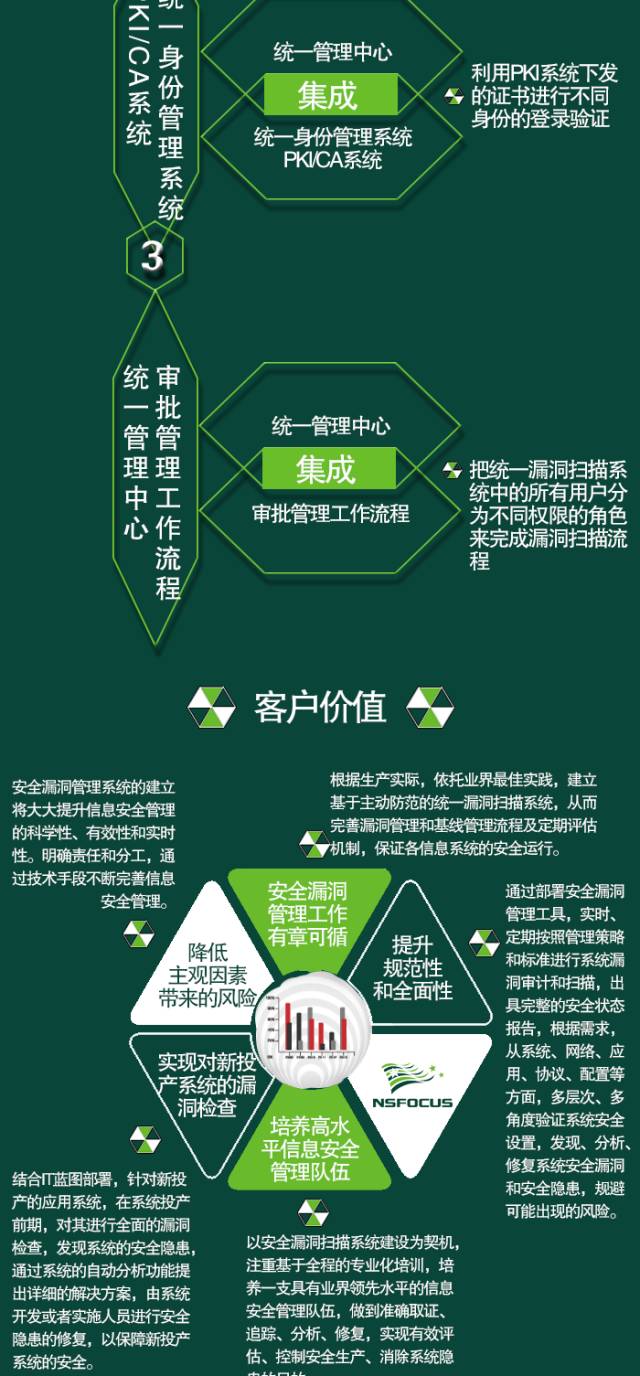 统一身份管理系统
PKI/CA系统
统一管理中心
集成
统一身份管理系统
PKI/CA系统
利用PKI系统下发
的证书进行不同
身份的登录验证
3
审批管理工作流程
统一管理中心
统一管理中心
集成
审批管理工作流程
把统一漏洞扫描系
统中的所有用户分
为不同权限的角色
来完成漏洞扫描流
程
客户价值
安全漏洞管理系统的建立
将大大提升信息安全管理
的科学性、有效性和实时
性。明确责任和分工，通
过技术手段不断完善信息
安全管理。
根据生产实际，依托业界最佳实践，建立
基于主动防范的统一漏洞扫描系统，从而
完善漏洞管理和基线管理流程及定期评估
机制，保证各信息系统的安全运行。
安全漏洞
管理工作
有章可循
降低
主观因素
带来的风险
提升
规范性
和全面性
通过部署安全漏洞
管理工具，实时、
定期按照管理策略
和标准进行系统漏
洞审计和扫描，出
具完整的安全状态
报告，根据需求，
从系统、网络、应
用、协议、配置等
方面，多层次、多
角度验证系统安全
设置，发现、分析、
修复系统安全漏洞
和安全隐患，规避
可能出现的风险。
实现对新投
产系统的漏
洞检查
NSFOCUS
培养高水
平信息安全
管理队伍
结合IT蓝图部署，针对新投
产的应用系统，在系统投产
前期，对其进行全面的漏洞
检查，发现系统的安全隐患，
通过系统的自动分析功能提
出详细的解决方案，由系统
开发或者实施人员进行安全
隐患的修复，以保障新投产
系统的安全。
以安全漏洞扫描系统建设为契机，
注重基于全程的专业化培训，培
养一支具有业界领先水平的信息
安全管理队伍，做到准确取证、
追踪、分析、修复，实现有效评
估、控制安全生产、消除系统隐